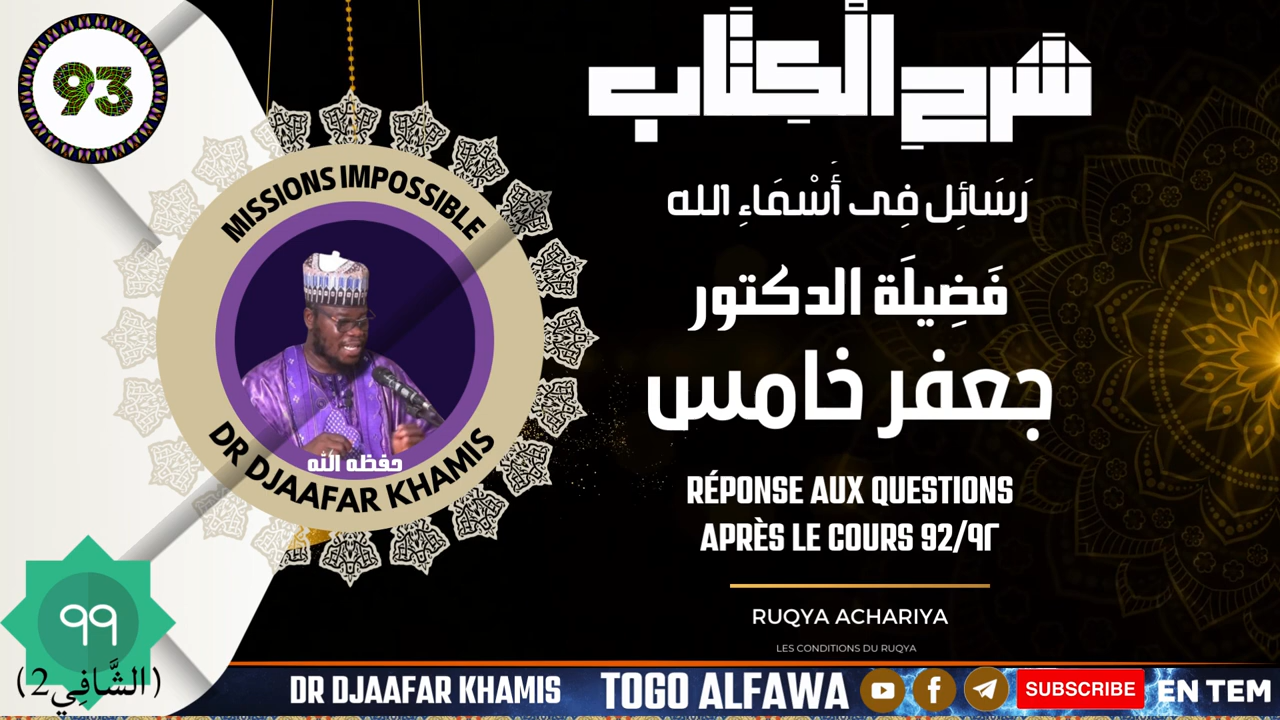 93
شرح الْكِتَاب
رَسَائِل فِى أَسْمَاءِ الله
فَضِيلَة الدكتور
جعفر خامس
MISSIONS IMPOSSIBLE
حفظه الله
DR DJAAFAR KHAMIS
RÉPONSE AUX QUESTIONS
APRÈS LE COURS 92/٩٢
RUQYA ACHARIYA
LES CONDITIONS DU RUQYA
٩٩
(الشَّافِي2)
DR DJAAFAR KHAMIS TOGO ALFAWA SUBSCRIBE EN TEM